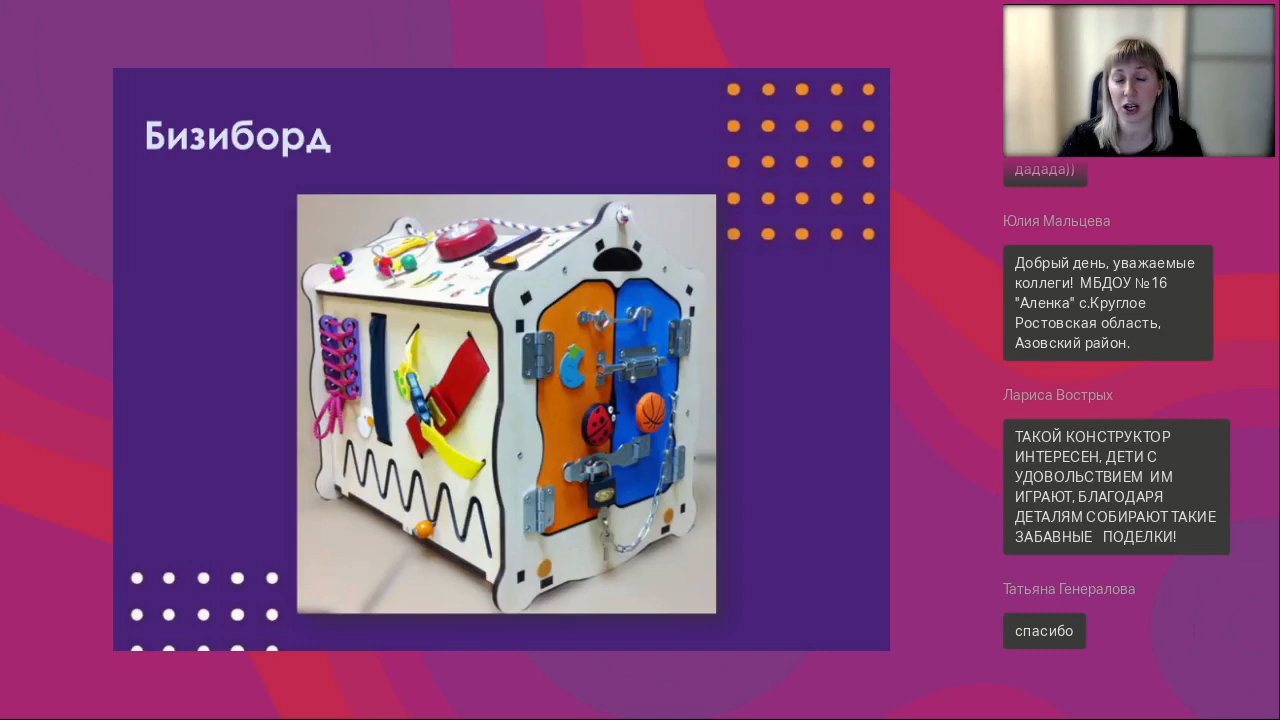 Бизиборд
дадада))
Юлия Мальцева
Добрый день, уважаемые
коллеги! МБДОУ №16
"Аленка" с.Круглое
Ростовская область,
Азовский район.
Лариса Вострых
ТАКОЙ КОНСТРУКТОР
ИНТЕРЕСЕН, ДЕТИ С
УДОВОЛЬСТВИЕМ ИМ
ИГРАЮТ, БЛАГОДАРЯ
ДЕТАЛЯМ СОБИРАЮТ ТАКИЕ
ЗАБАВНЫЕ ПОДЕЛКИ!
Татьяна Генералова
спасибо